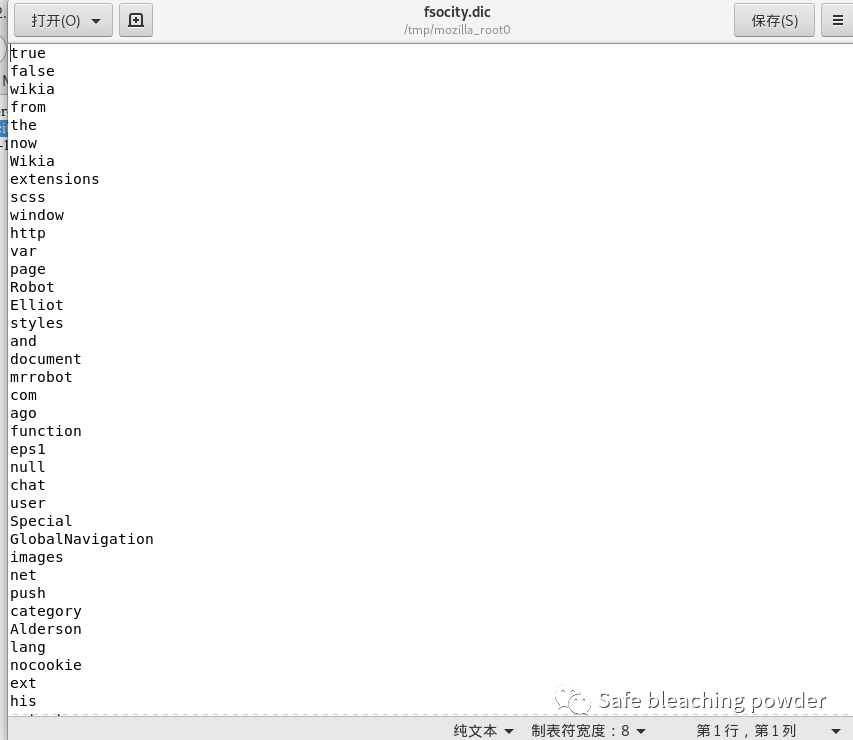 打开(O)
fsocity.dic
/tmp/mozilla_root0
保存(S)
true
false
wikia
from
the
now
Wikia
extensions
scss
window
http
var
page
Robot
Elliot
styles
and
document
mrrobot
com
ago
function
eps1
null
chat
user
Special
GlobalNavigation
images
net
push
category
Alderson
lang
nocookie
ext
his
Safe bleaching powder
纯文本
制表符宽度：8
第 1 行，第 1 列